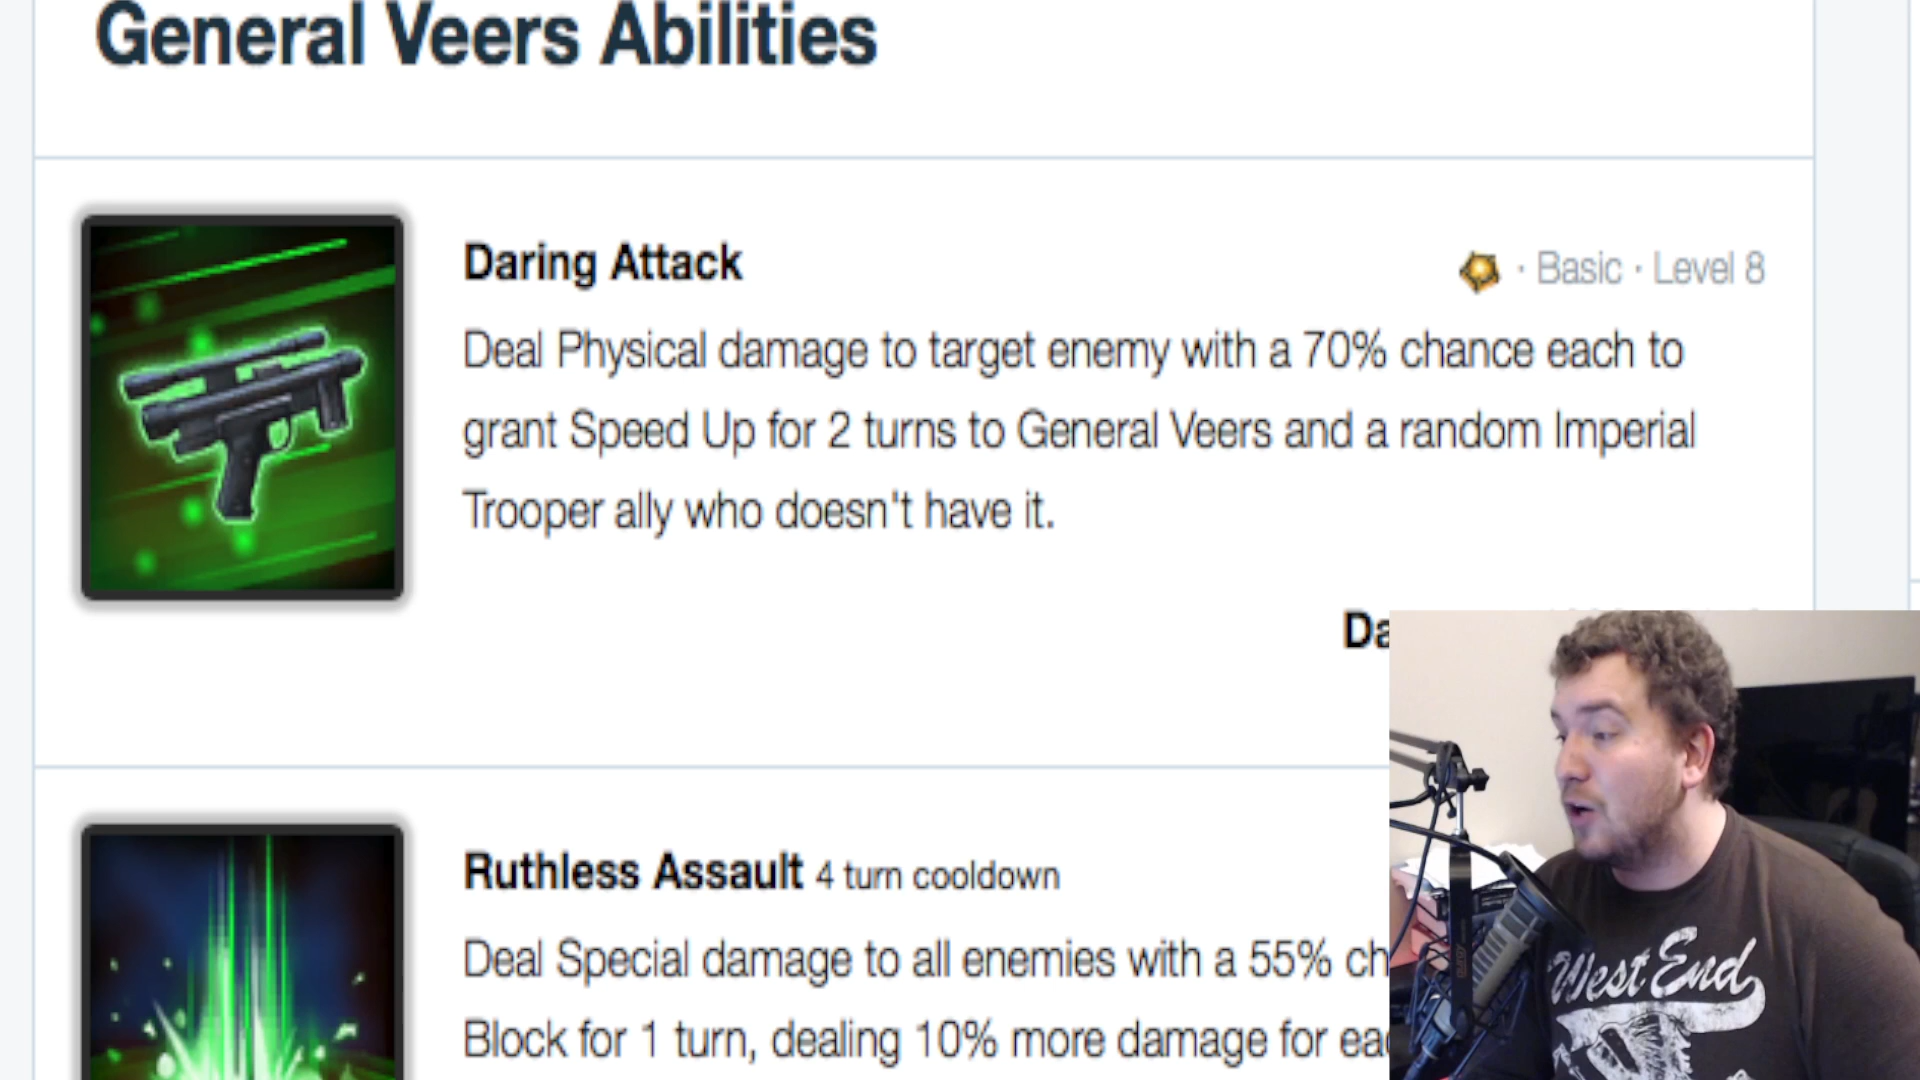 General Veers Abilities
Daring Attack
· Basic · Level 8
Deal Physical damage to target enemy with a 70% chance each to
grant Speed Up for 2 turns to General Veers and a random Imperial
Trooper ally who doesn't have it.
Ruthless Assault 4 turn cooldown
Deal Special damage to all enemies with a 55%
Block for 1 turn, dealing 10% more damage for
West End